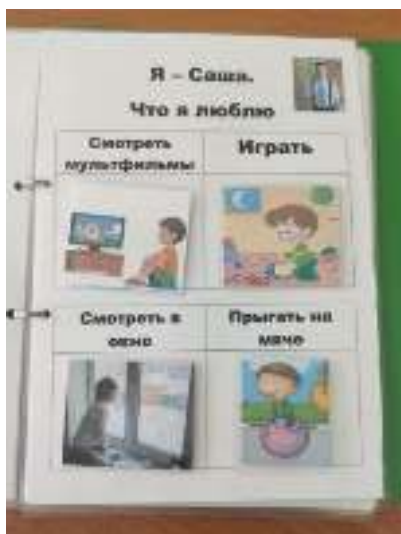 Я – Саша.
Что я люблю
Смотреть
мультфильмы
Играть
Смотреть в
окно
Прыгать на
мяче